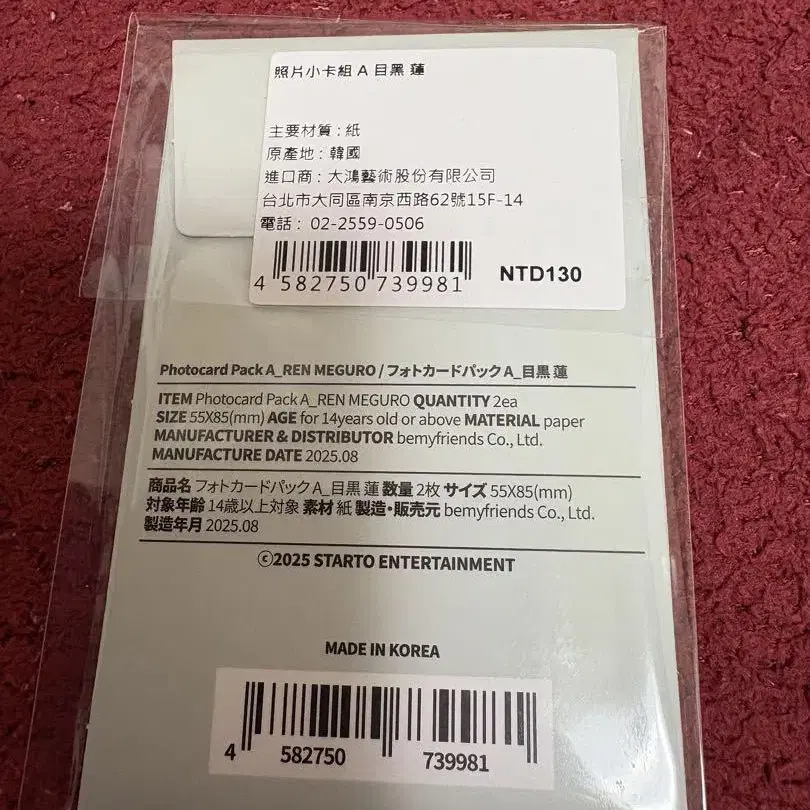 照片小卡組 A 目黑 蓮
主要材質 : 紙
原產地 : 韓國
進口商 : 大鴻藝術股份有限公司
台北市大同區南京西路62號15F-14
電話 : 02-2559-0506
4 582750 739981
NTD130
Photocard Pack A_REN MEGURO / フォトカードパック A_目黒 蓮
ITEM Photocard Pack A_REN MEGURO QUANTITY 2ea
SIZE 55X85(mm) AGE for 14years old or above MATERIAL paper
MANUFACTURER & DISTRIBUTOR bemyfriends Co., Ltd.
MANUFACTURE DATE 2025.08
商品名 フォトカードパック A_目黒 蓮 数量 2枚 サイズ 55X85(mm)
対象年齢 14歳以上対象 素材 紙 製造・販売元 bemyfriends Co., Ltd.
製造年月 2025.08
©2025 STARTO ENTERTAINMENT
MADE IN KOREA
4 582750 739981